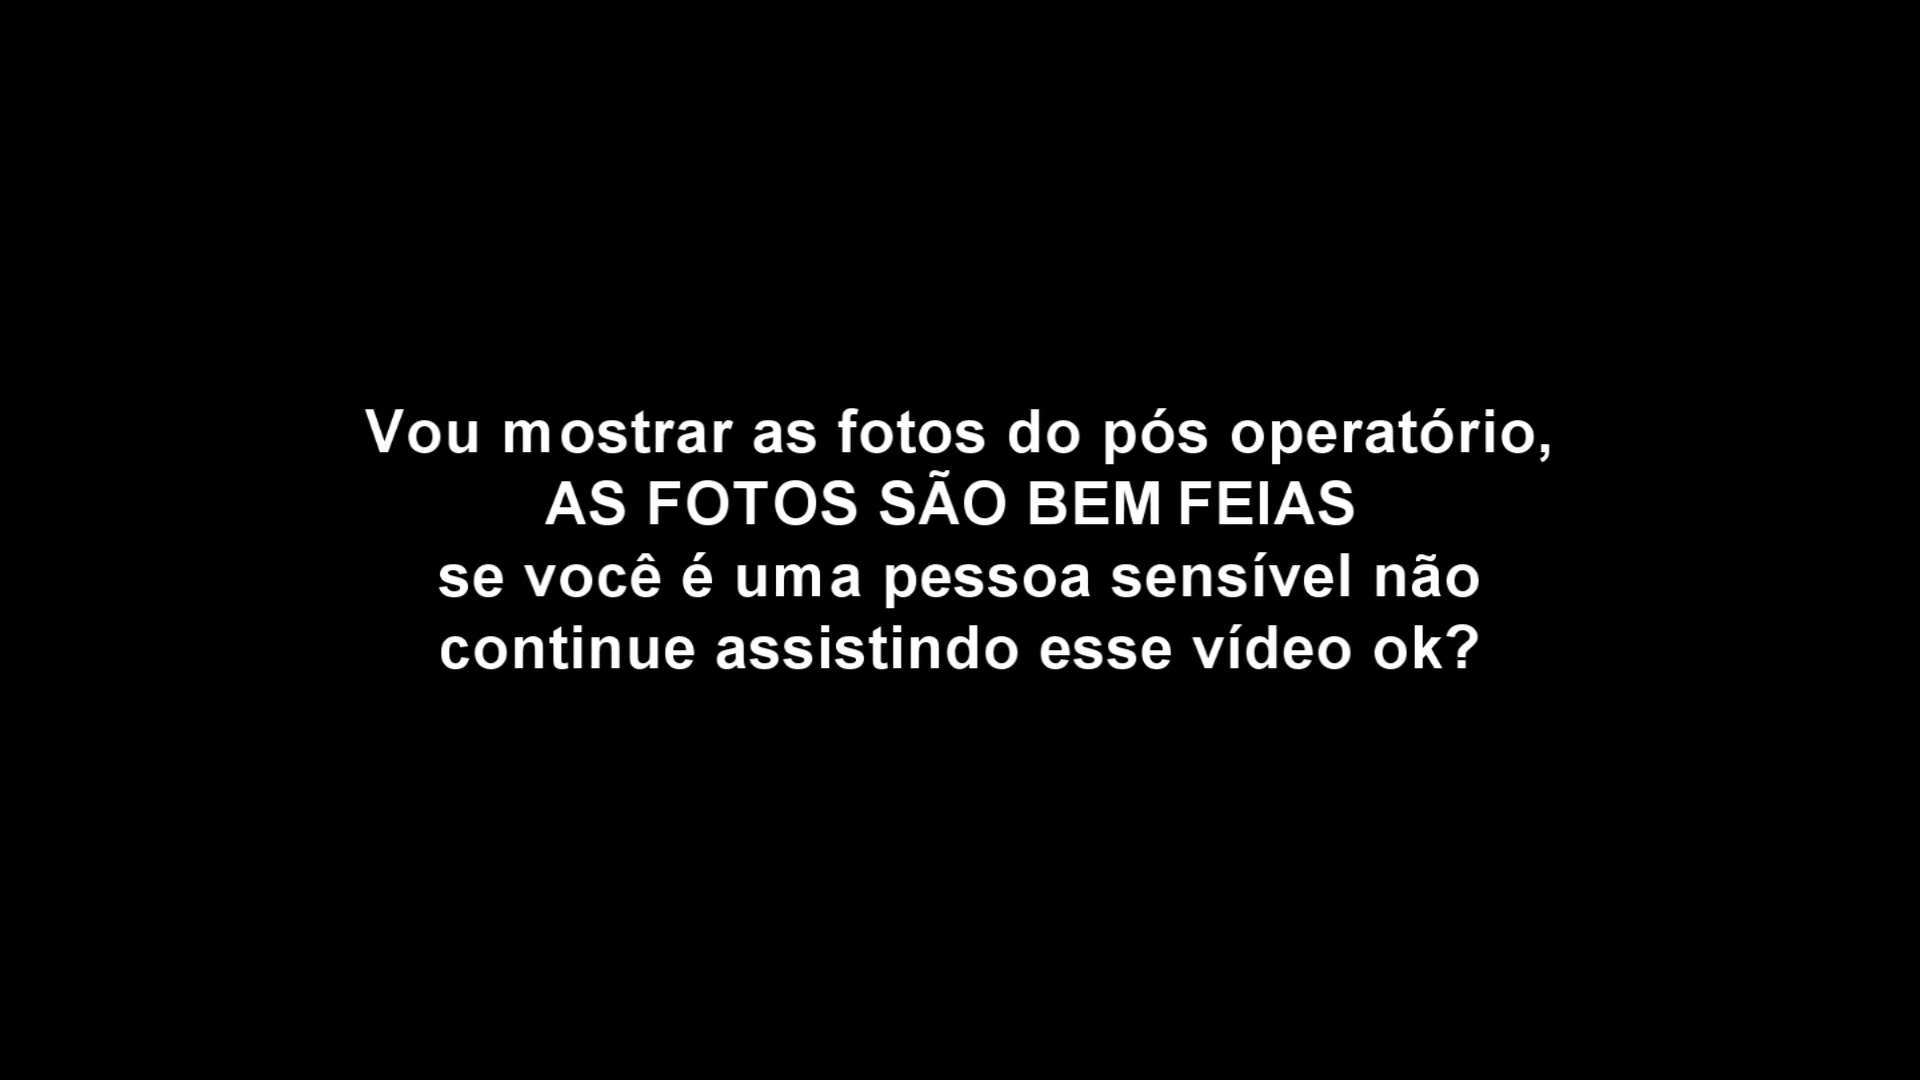 Vou mostrar as fotos do pós operatório,
AS FOTOS SÃO BEM FEIAS
se você é uma pessoa sensível não
continue assistindo esse vídeo ok?